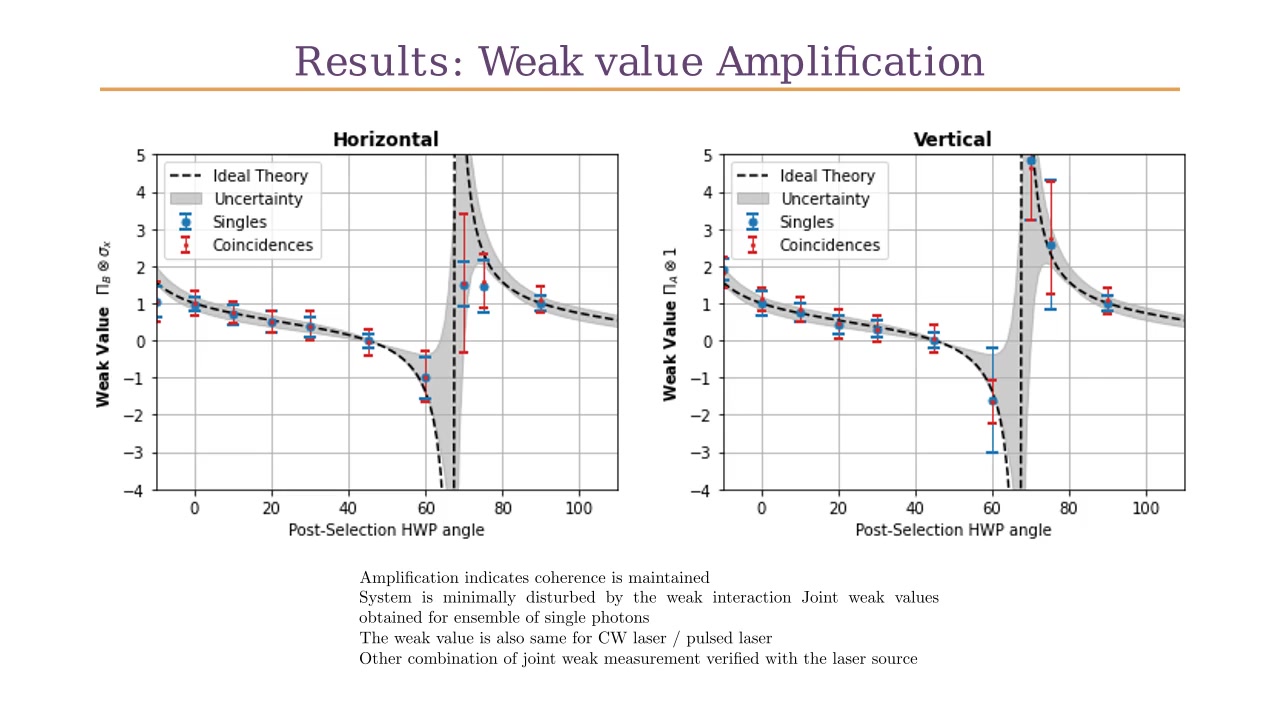 Results: Weak value Amplification
Horizontal
Weak Value Π_B ⊗ σ_x
5
4
3
2
1
0
−1
−2
−3
−4
Ideal Theory
Uncertainty
Singles
Coincidences
0 20 40 60 80 100
Post-Selection HWP angle
Vertical
Weak Value Π_A ⊗ 1
5
4
3
2
1
0
−1
−2
−3
−4
Ideal Theory
Uncertainty
Singles
Coincidences
0 20 40 60 80 100
Post-Selection HWP angle
Amplification indicates coherence is maintained
System is minimally disturbed by the weak interaction Joint weak values
obtained for ensemble of single photons
The weak value is also same for CW laser / pulsed laser
Other combination of joint weak measurement verified with the laser source